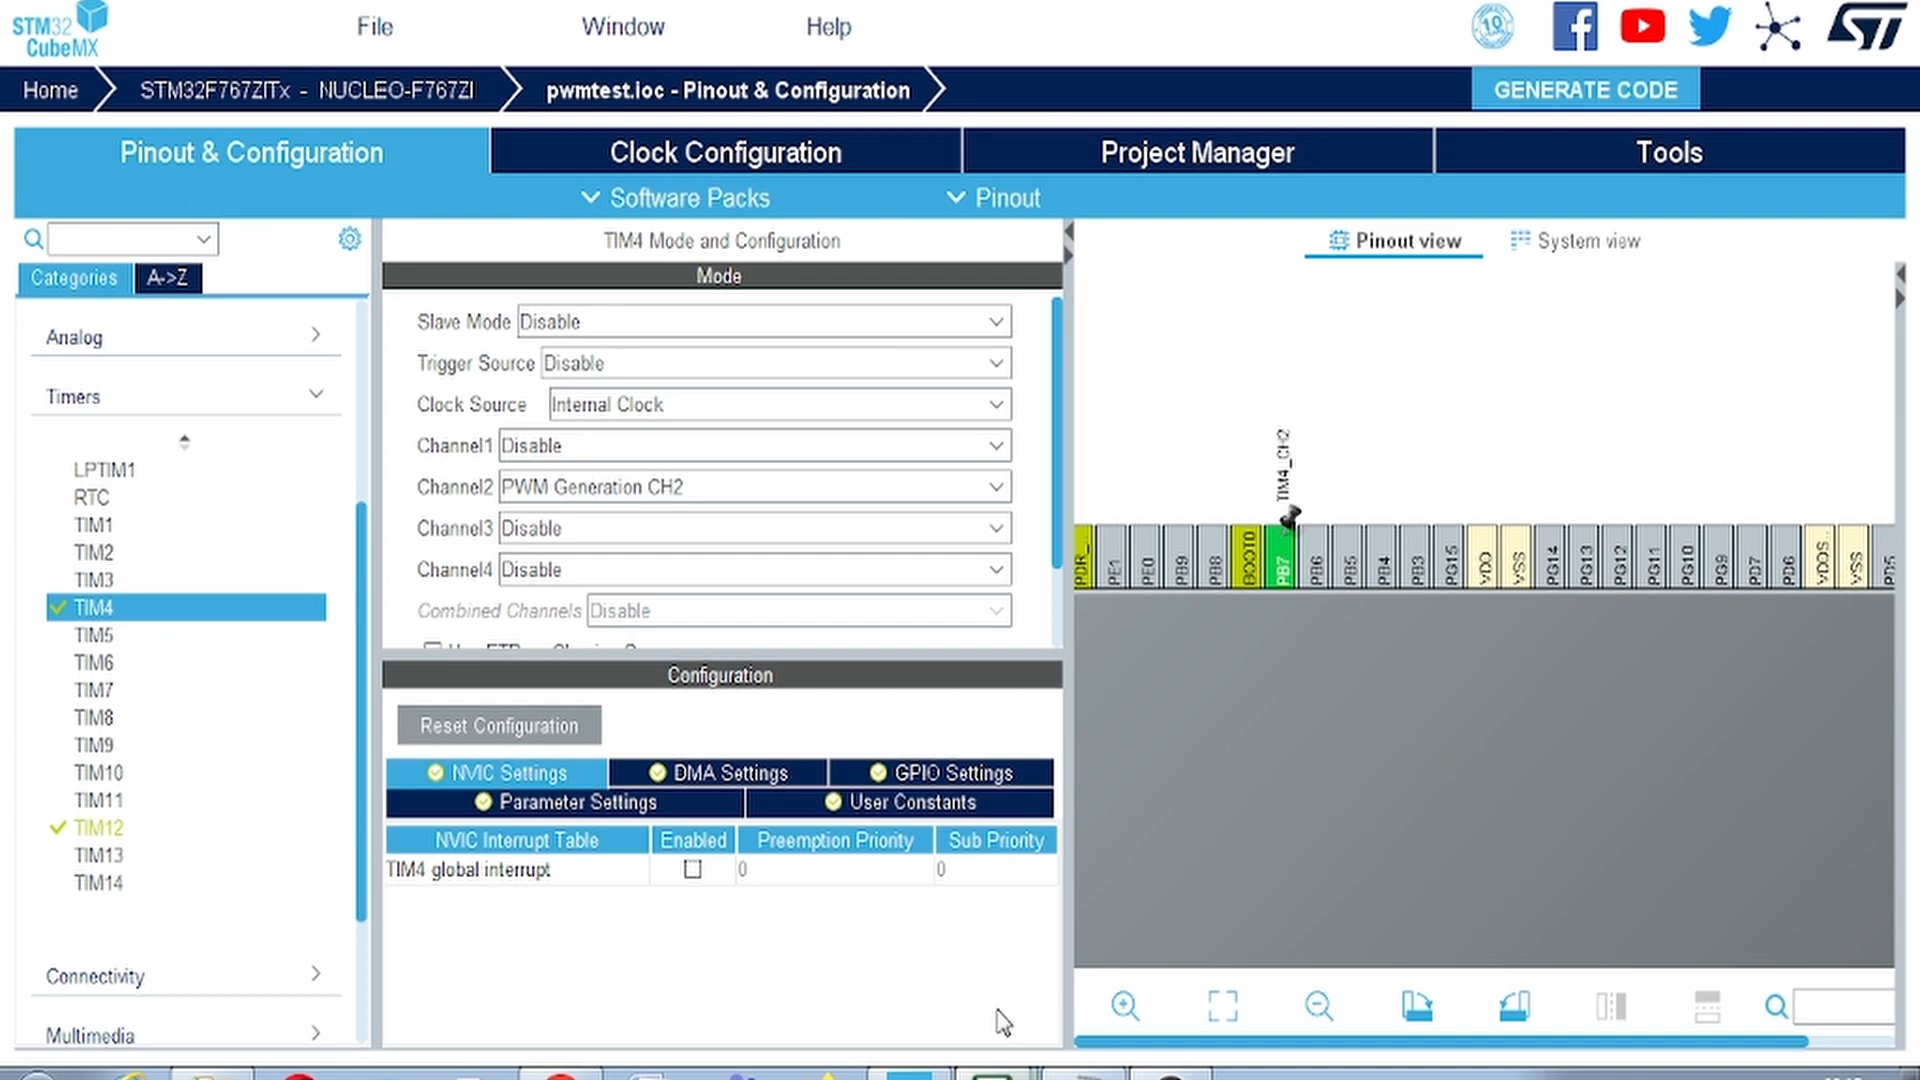 STM32
CubeMX
File
Window
Help
10
Home
STM32F767ZITx - NUCLEO-F767ZI
pwmtest.ioc - Pinout & Configuration
GENERATE CODE
Pinout & Configuration
Clock Configuration
Project Manager
Tools
Software Packs
Pinout
Categories
A->Z
Analog
Timers
LPTIM1
RTC
TIM1
TIM2
TIM3
TIM4
TIM5
TIM6
TIM7
TIM8
TIM9
TIM10
TIM11
TIM12
TIM13
TIM14
Connectivity
Multimedia
TIM4 Mode and Configuration
Mode
Slave Mode Disable
Trigger Source Disable
Clock Source Internal Clock
Channel1 Disable
Channel2 PWM Generation CH2
Channel3 Disable
Channel4 Disable
Combined Channels Disable
Configuration
Reset Configuration
NVIC Settings
DMA Settings
GPIO Settings
Parameter Settings
User Constants
NVIC Interrupt Table Enabled Preemption Priority Sub Priority
TIM4 global interrupt 0 0
Pinout view
System view
TIM4_CH2
PDR_...
PE1
PE0
PB9
PB8
BOOT0
PB7
PB6
PB5
PB4
PB3
PG15
VDD
VSS
PG14
PG13
PG12
PG11
PG10
PG9
PD7
PD6
VDDS...
VSS
PD5